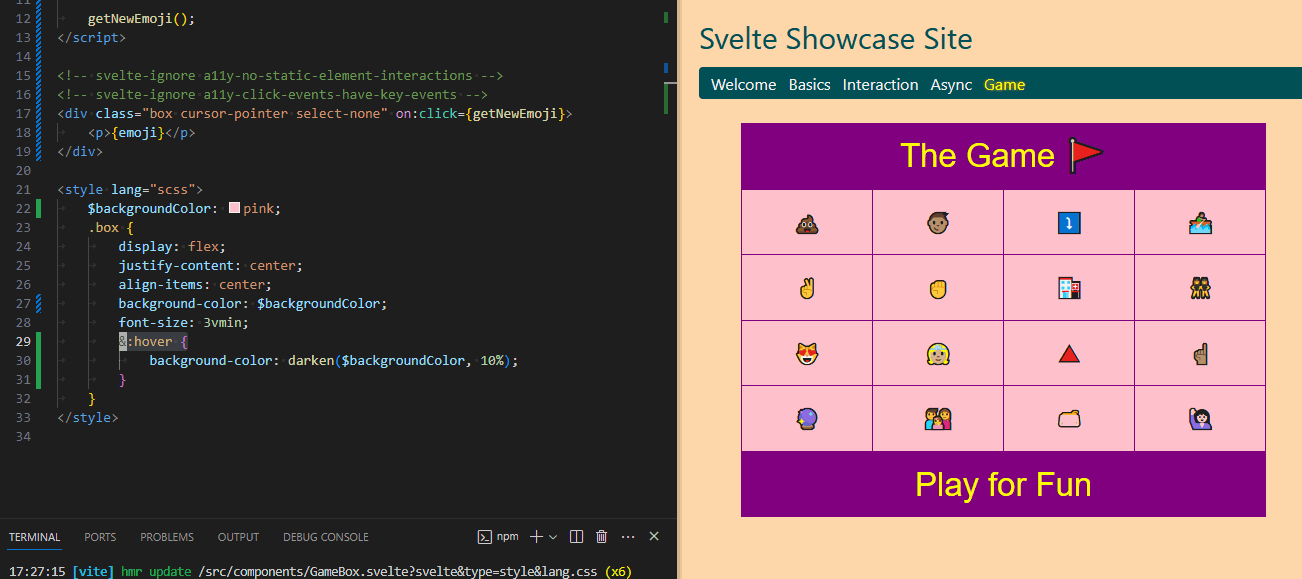 11
12 getNewEmoji();
13 </script>
14
15 <!-- svelte-ignore a11y-no-static-element-interactions -->
16 <!-- svelte-ignore a11y-click-events-have-key-events -->
17 <div class="box cursor-pointer select-none" on:click={getNewEmoji}>
18 <p>{emoji}</p>
19 </div>
20
21 <style lang="scss">
22 $backgroundColor: pink;
23 .box {
24 display: flex;
25 justify-content: center;
26 align-items: center;
27 background-color: $backgroundColor;
28 font-size: 3vmin;
29 &:hover {
30 background-color: darken($backgroundColor, 10%);
31 }
32 }
33 </style>
34
TERMINAL PORTS PROBLEMS OUTPUT DEBUG CONSOLE npm
17:27:15 [vite] hmr update /src/components/GameBox.svelte?svelte&type=style&lang.css (x6)
Svelte Showcase Site
Welcome Basics Interaction Async Game
The Game 🚩
Play for Fun